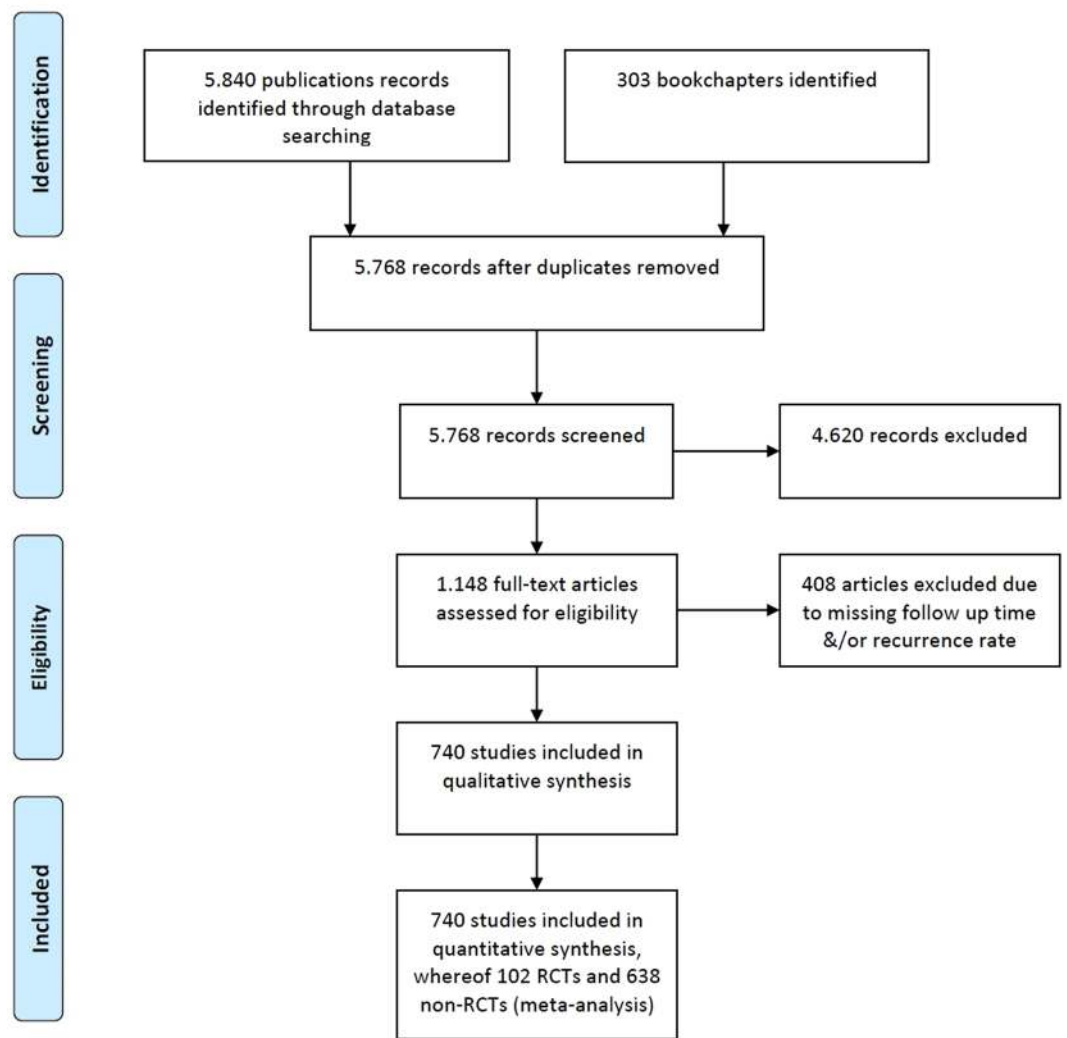 Identification
5.840 publications records
identified through database
searching
303 bookchapters identified
5.768 records after duplicates removed
Screening
5.768 records screened
4.620 records excluded
Eligibility
1.148 full-text articles
assessed for eligibility
408 articles excluded due
to missing follow up time
&/or recurrence rate
740 studies included in
qualitative synthesis
Included
740 studies included in
quantitative synthesis,
whereof 102 RCTs and 638
non-RCTs (meta-analysis)